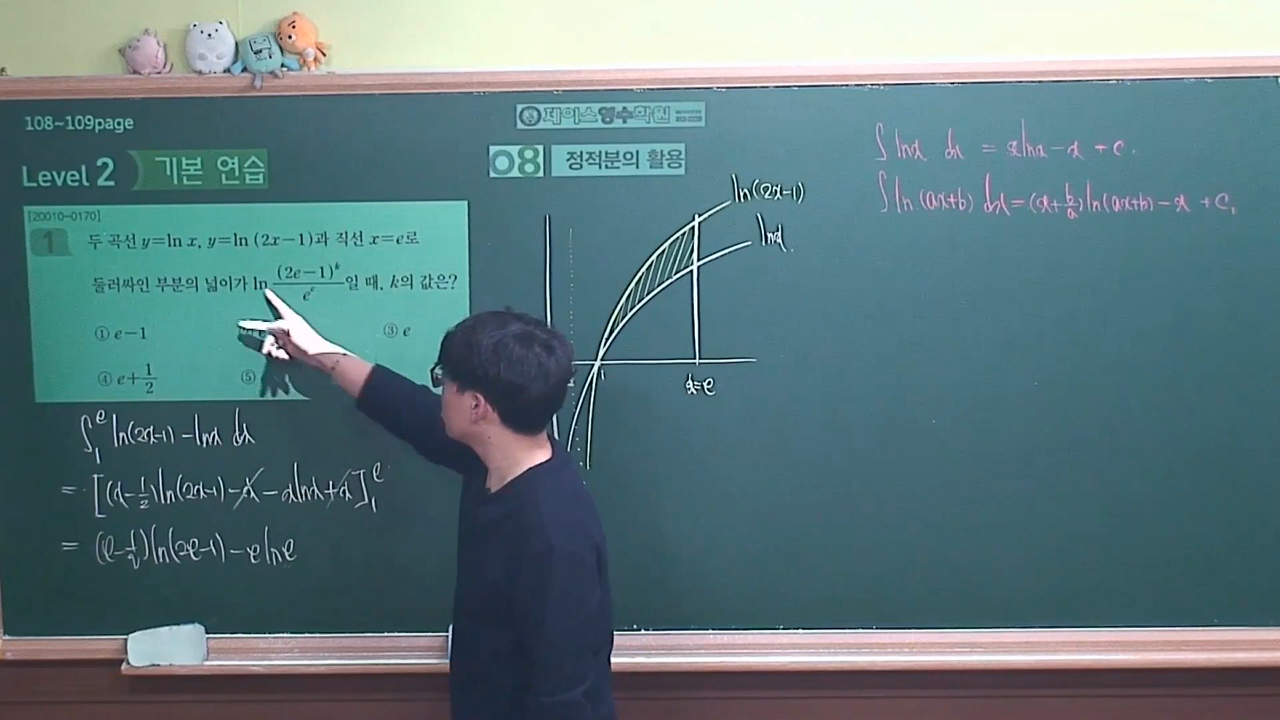 108~109page
제이스영수학원
Level 2 기본 연습
08 정적분의 활용
[20010-0170]
1 두 곡선 y=ln x, y=ln (2x-1)과 직선 x=e로
둘러싸인 부분의 넓이가 ln (2e-1)^k/e^e 일 때, k의 값은?
① e-1
③ e
④ e+1/2
⑤
∫₁^e ln(2x-1) - lnx dx
= [(x-1/2)ln(2x-1) - x - xlnx + x]₁^e
= (e-1/2)ln(2e-1) - e ln e
ln(2x-1)
lnx
1
x=e
∫ lnx dx = xlnx - x + c.
∫ ln (ax+b) dx = (x+b/a)ln(ax+b) - x + c,